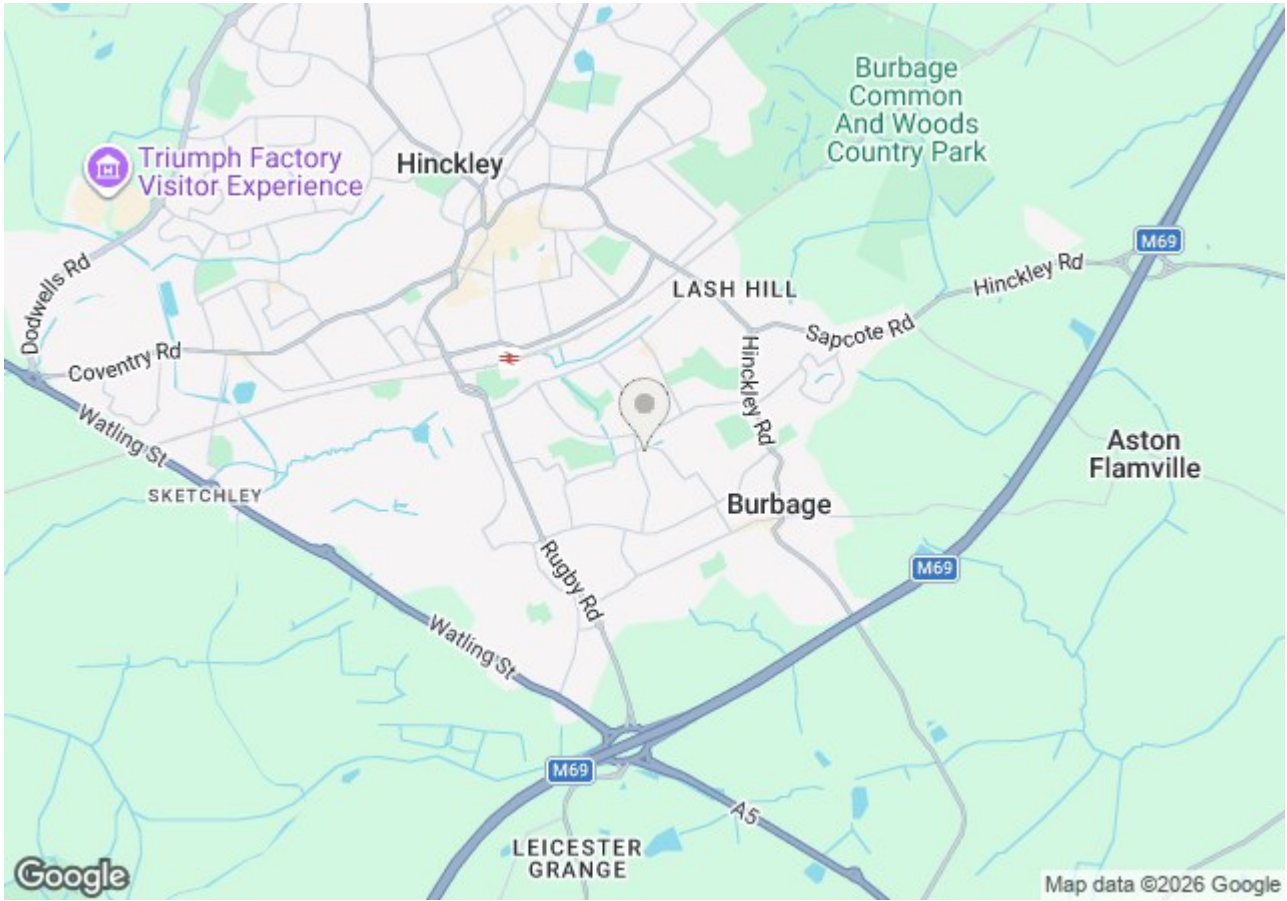 Burbage
Common
And Woods
Country Park
Triumph Factory
Visitor Experience
Hinckley
M69
Hinckley Rd
LASH HILL
Sapcote Rd
Dodwells Rd
Coventry Rd
Hinckley Rd
Watling St
Aston
Flamville
SKETCHLEY
Burbage
Rugby Rd
M69
Watling St
M69
A5
LEICESTER
GRANGE
Google
Map data ©2026 Google